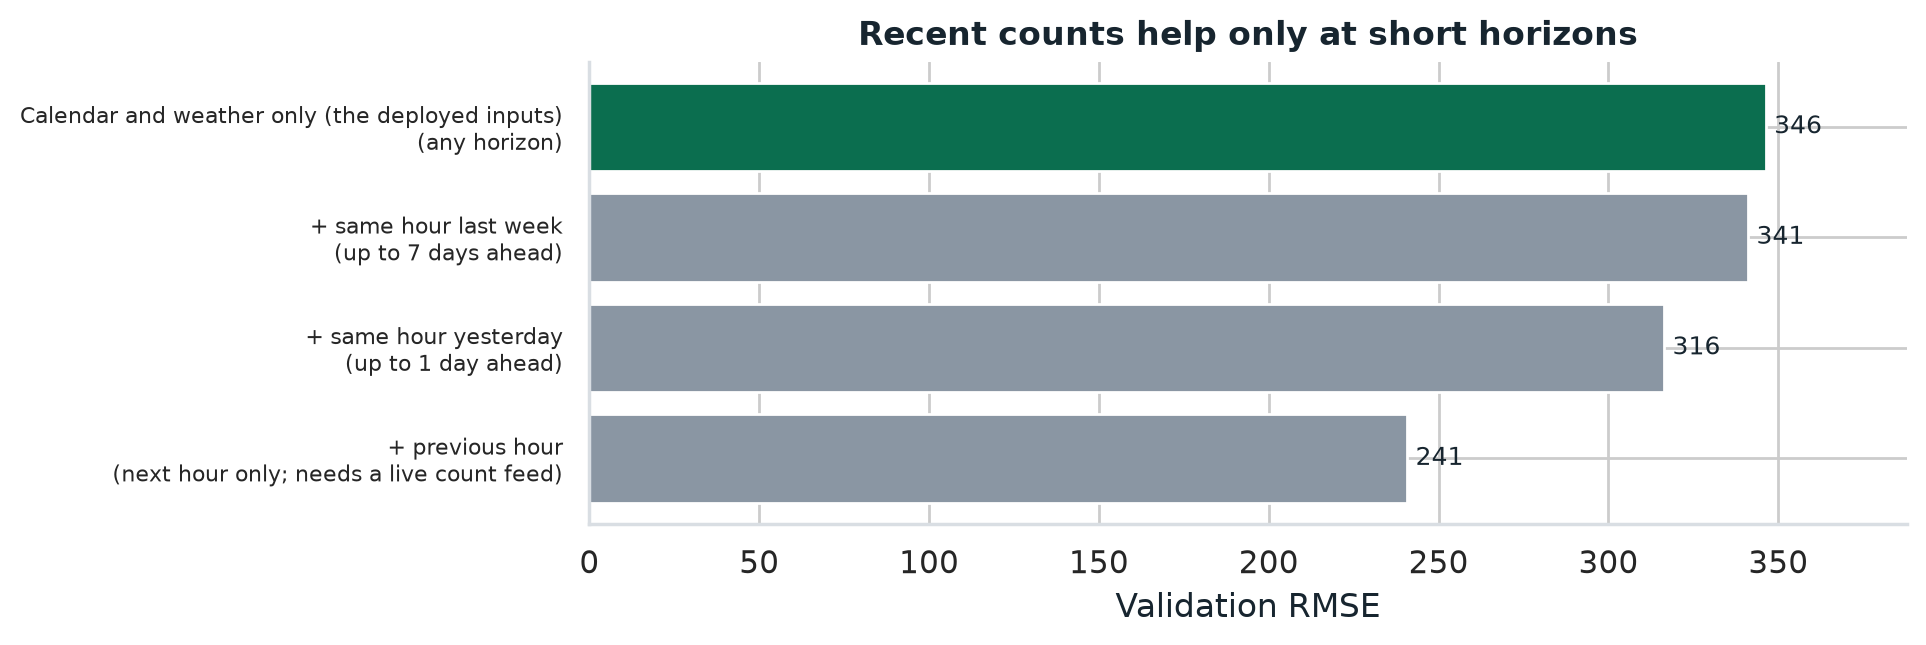 Recent counts help only at short horizons
Calendar and weather only (the deployed inputs)
(any horizon)
346
+ same hour last week
(up to 7 days ahead)
341
+ same hour yesterday
(up to 1 day ahead)
316
+ previous hour
(next hour only; needs a live count feed)
241
0 50 100 150 200 250 300 350
Validation RMSE